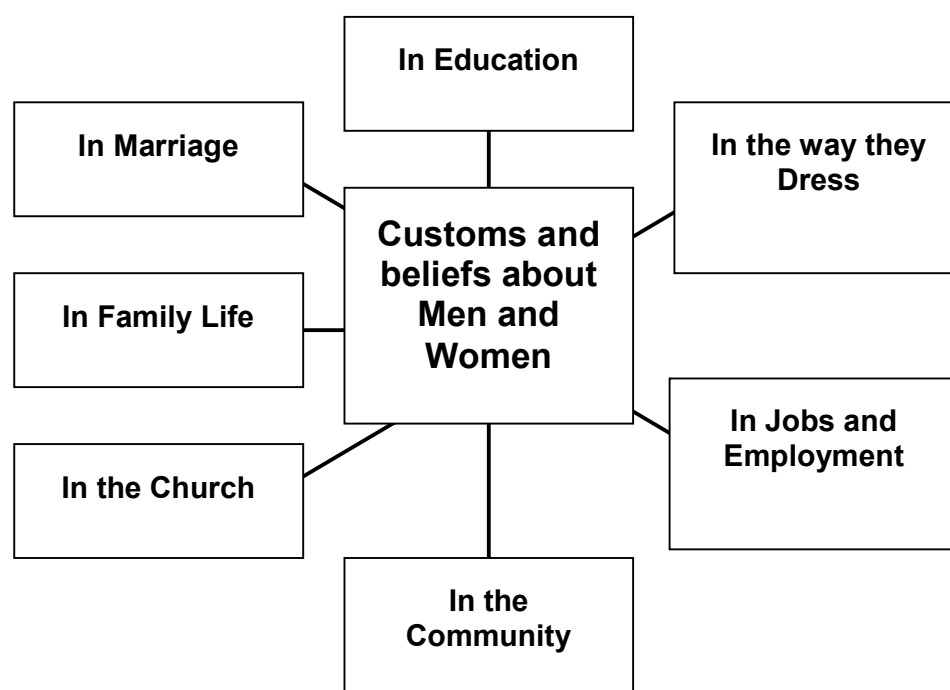 In Education
In Marriage
In the way they
Dress
Customs and
beliefs about
Men and
Women
In Family Life
In Jobs and
Employment
In the Church
In the
Community